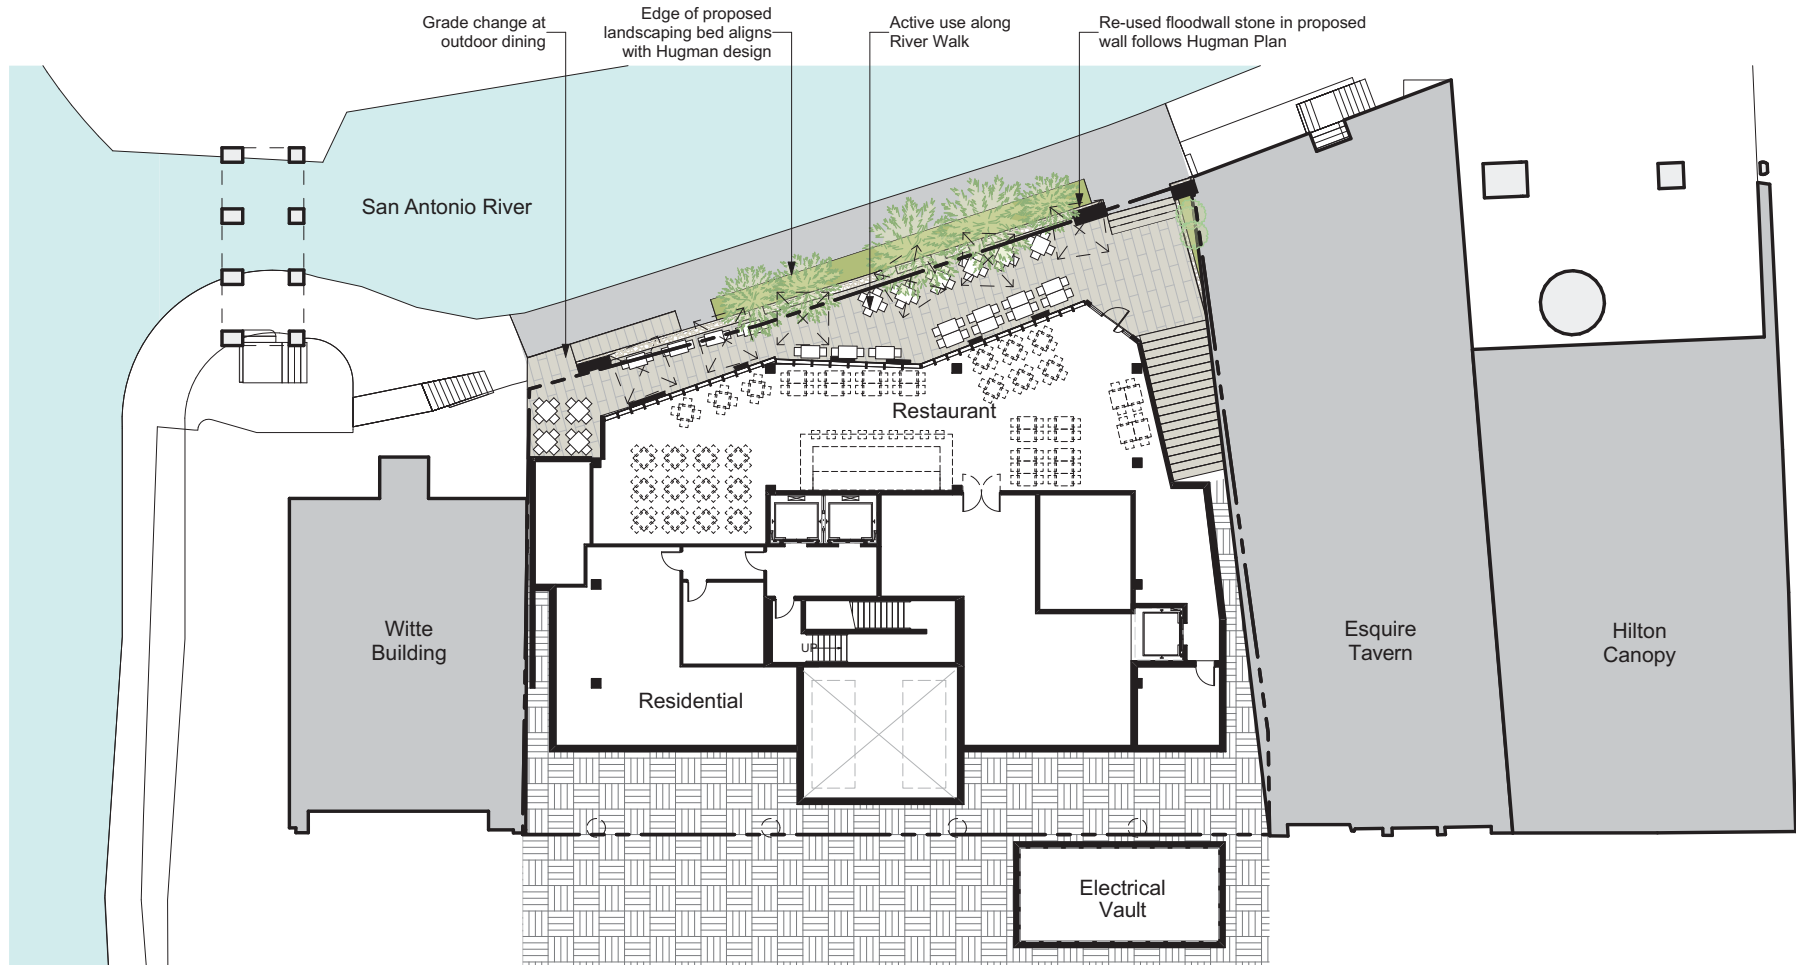 Grade change at
outdoor dining
Edge of proposed
landscaping bed aligns
with Hugman design
Active use along
River Walk
Re-used floodwall stone in proposed
wall follows Hugman Plan
San Antonio River
Restaurant
Witte
Building
UP
Residential
Esquire
Tavern
Hilton
Canopy
Electrical
Vault